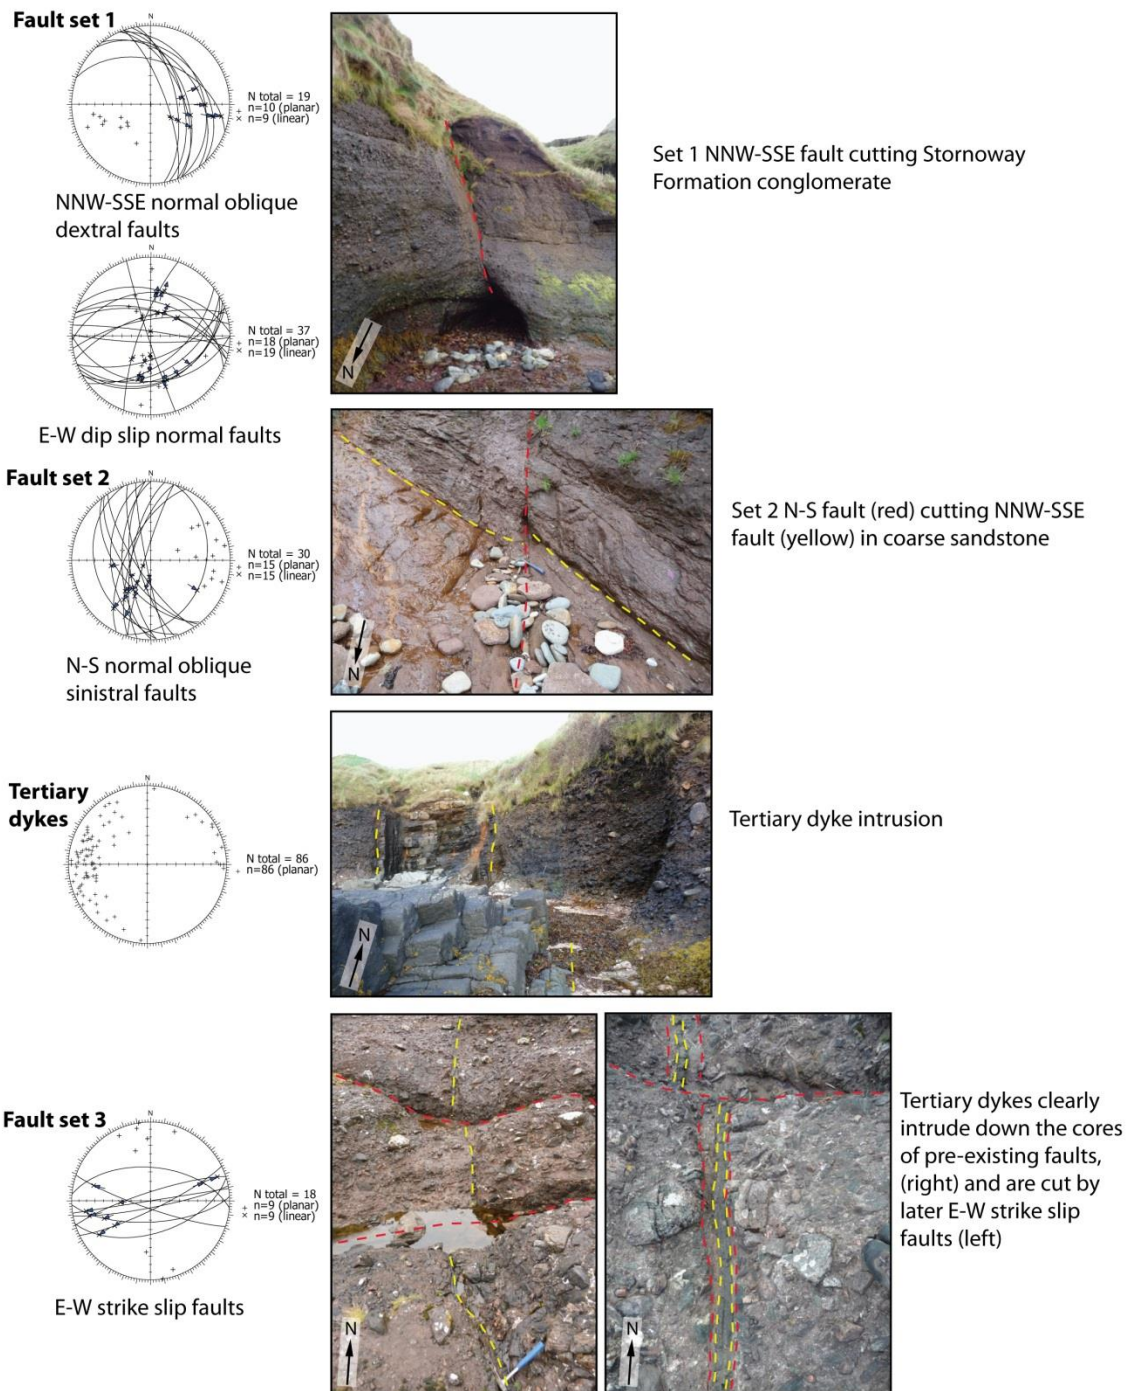 Fault set 1
N
N total = 19
n=10 (planar)
n=9 (linear)
NNW-SSE normal oblique
dextral faults
N
Set 1 NNW-SSE fault cutting Stornoway
Formation conglomerate
N
N total = 37
n=18 (planar)
n=19 (linear)
E-W dip slip normal faults
Fault set 2
N
N total = 30
n=15 (planar)
n=15 (linear)
N-S normal oblique
sinistral faults
N
Set 2 N-S fault (red) cutting NNW-SSE
fault (yellow) in coarse sandstone
Tertiary
dykes
N
N total = 86
n=86 (planar)
N
Tertiary dyke intrusion
Fault set 3
N
N total = 18
n=9 (planar)
n=9 (linear)
E-W strike slip faults
N
N
Tertiary dykes clearly
intrude down the cores
of pre-existing faults,
(right) and are cut by
later E-W strike slip
faults (left)